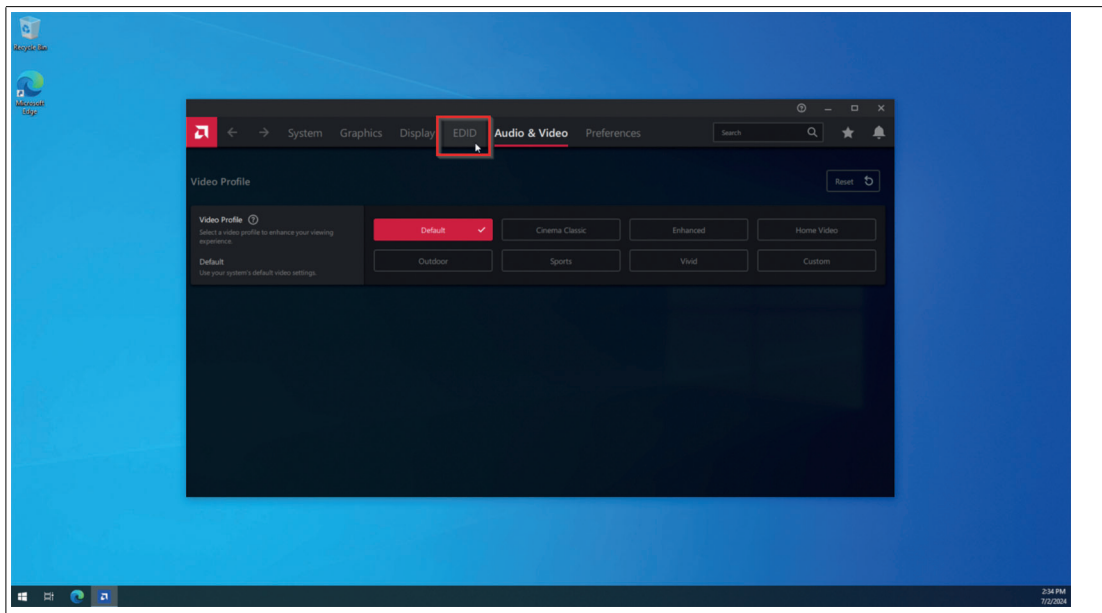 Recycle Bin
Microsoft
Edge
System Graphics Display EDID Audio & Video Preferences Search
Video Profile
Reset
Video Profile
Select a video profile to enhance your viewing
experience.
Default
Use your system's default video settings.
Default Cinema Classic Enhanced Home Video
Outdoor Sports Vivid Custom
2:34 PM
7/2/2024